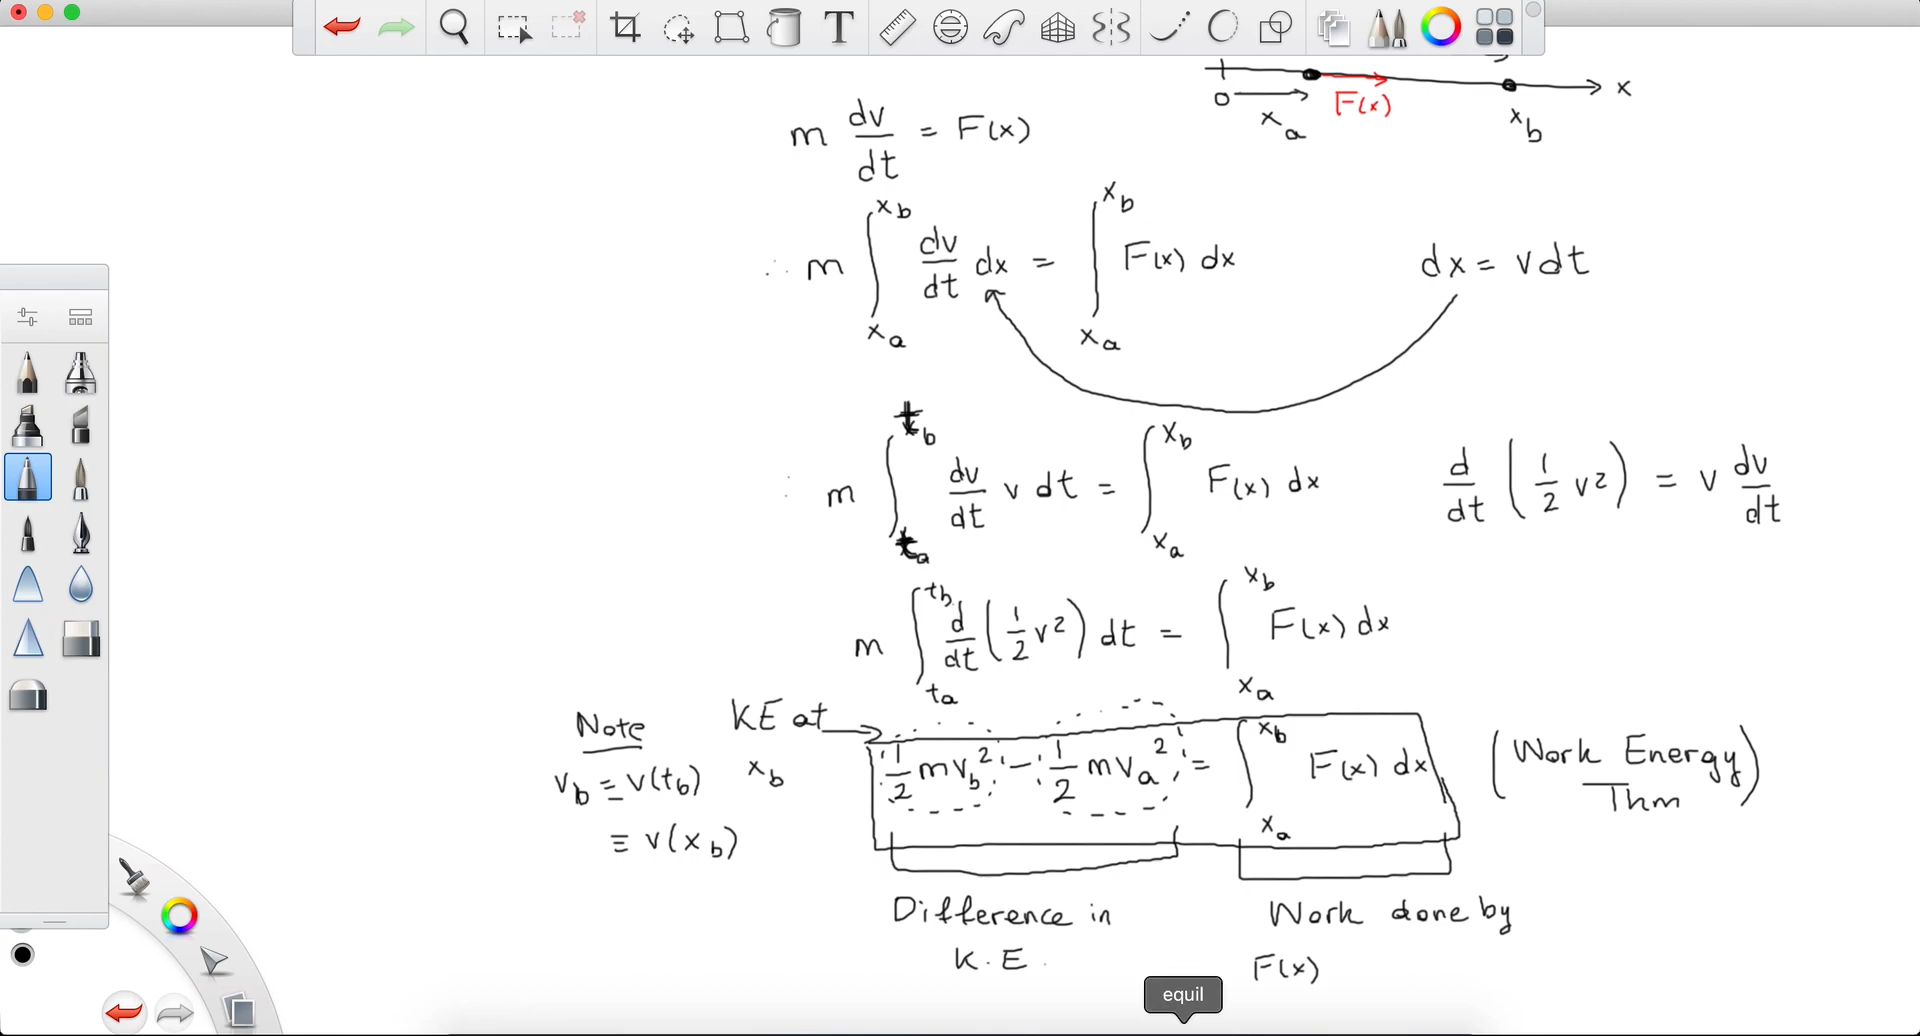 0 x_a F(x) x_b x
m dv/dt = F(x)
∴ m ∫_{x_a}^{x_b} dv/dt dx = ∫_{x_a}^{x_b} F(x) dx    dx = v dt
∴ m ∫_{t_a}^{t_b} dv/dt v dt = ∫_{x_a}^{x_b} F(x) dx    d/dt (1/2 v²) = v dv/dt
m ∫_{t_a}^{t_b} d/dt (1/2 v²) dt = ∫_{x_a}^{x_b} F(x) dx
Note
v_b ≡ v(t_b)
≡ v(x_b)
KE at
x_b
1/2 m v_b² - 1/2 m v_a² = ∫_{x_a}^{x_b} F(x) dx
(Work Energy
Thm)
Difference in
K.E.
Work done by
F(x)
equil